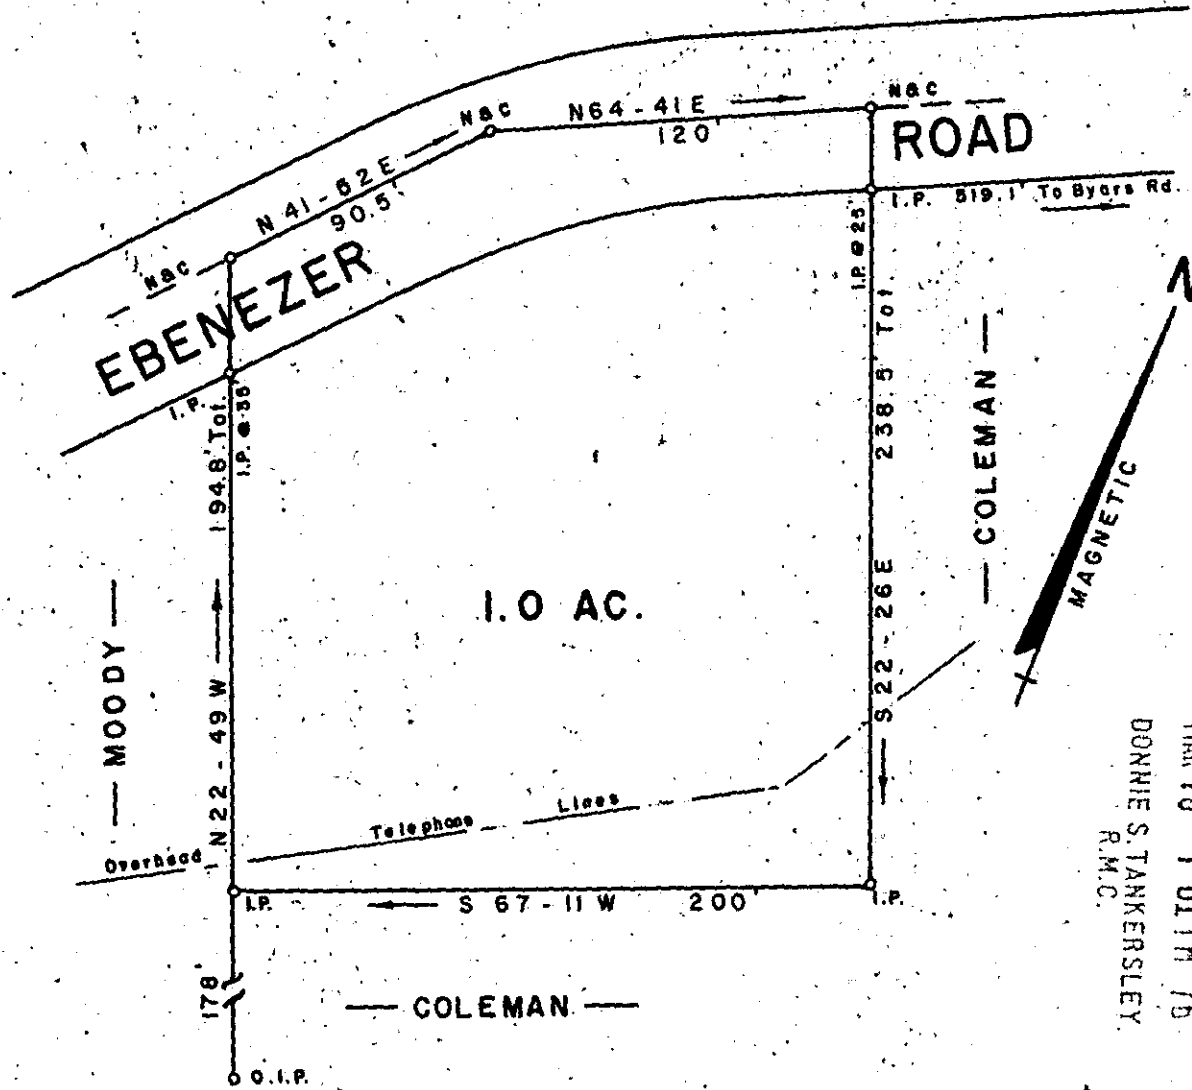 N&C
N64-41E
120'
N&C
ROAD
N 41-52 E
90.5'
I.P. 519.1' To Byars Rd.
N&C
EBENEZER
I.P. @ 25'
I.P.
194.8' Tot.
I.P. @ 35'
238.5' Tot.
— COLEMAN —
N
MAGNETIC
1.0 AC.
— MOODY —
N 22-49 W
S 22-26 E
DONNIE S. TANKERSLEY
R.M.C.
Overhead
Telephone
Lines
I.P.
S 67-11 W 200'
I.P.
178'
— COLEMAN —
O.I.P.